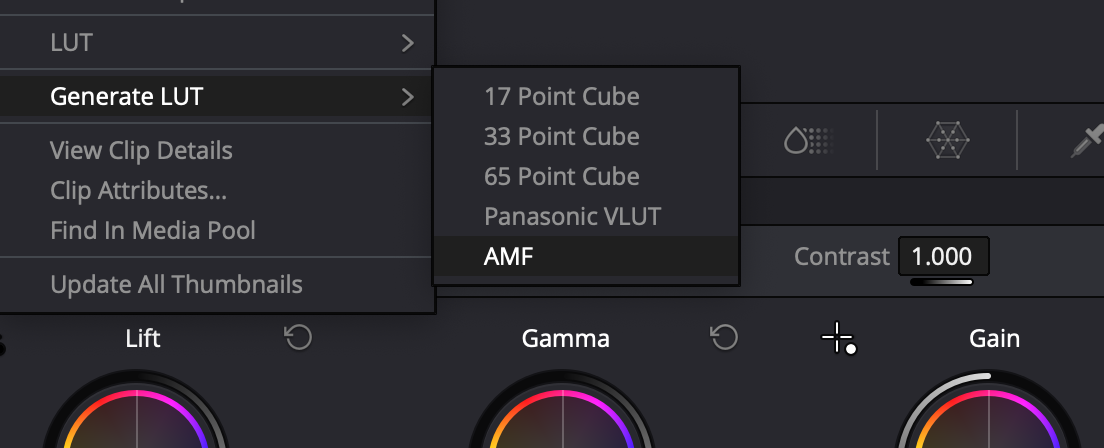 LUT
Generate LUT
View Clip Details
Clip Attributes...
Find In Media Pool
Update All Thumbnails
17 Point Cube
33 Point Cube
65 Point Cube
Panasonic VLUT
AMF
Contrast 1.000
Lift
Gamma
Gain